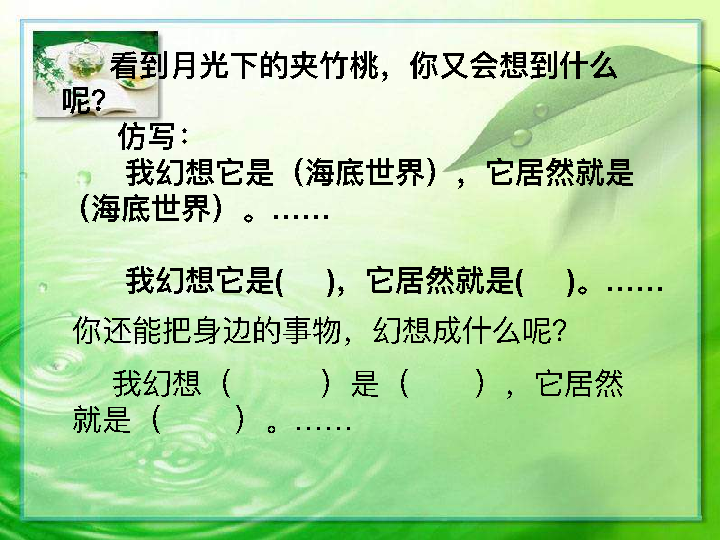 看到月光下的夹竹桃，你又会想到什么
呢？
仿写：
我幻想它是（海底世界），它居然就是
（海底世界）。……
我幻想它是(     )，它居然就是(     )。……
你还能把身边的事物，幻想成什么呢？
我幻想（          ）是（        ），它居然
就是（        ）。……